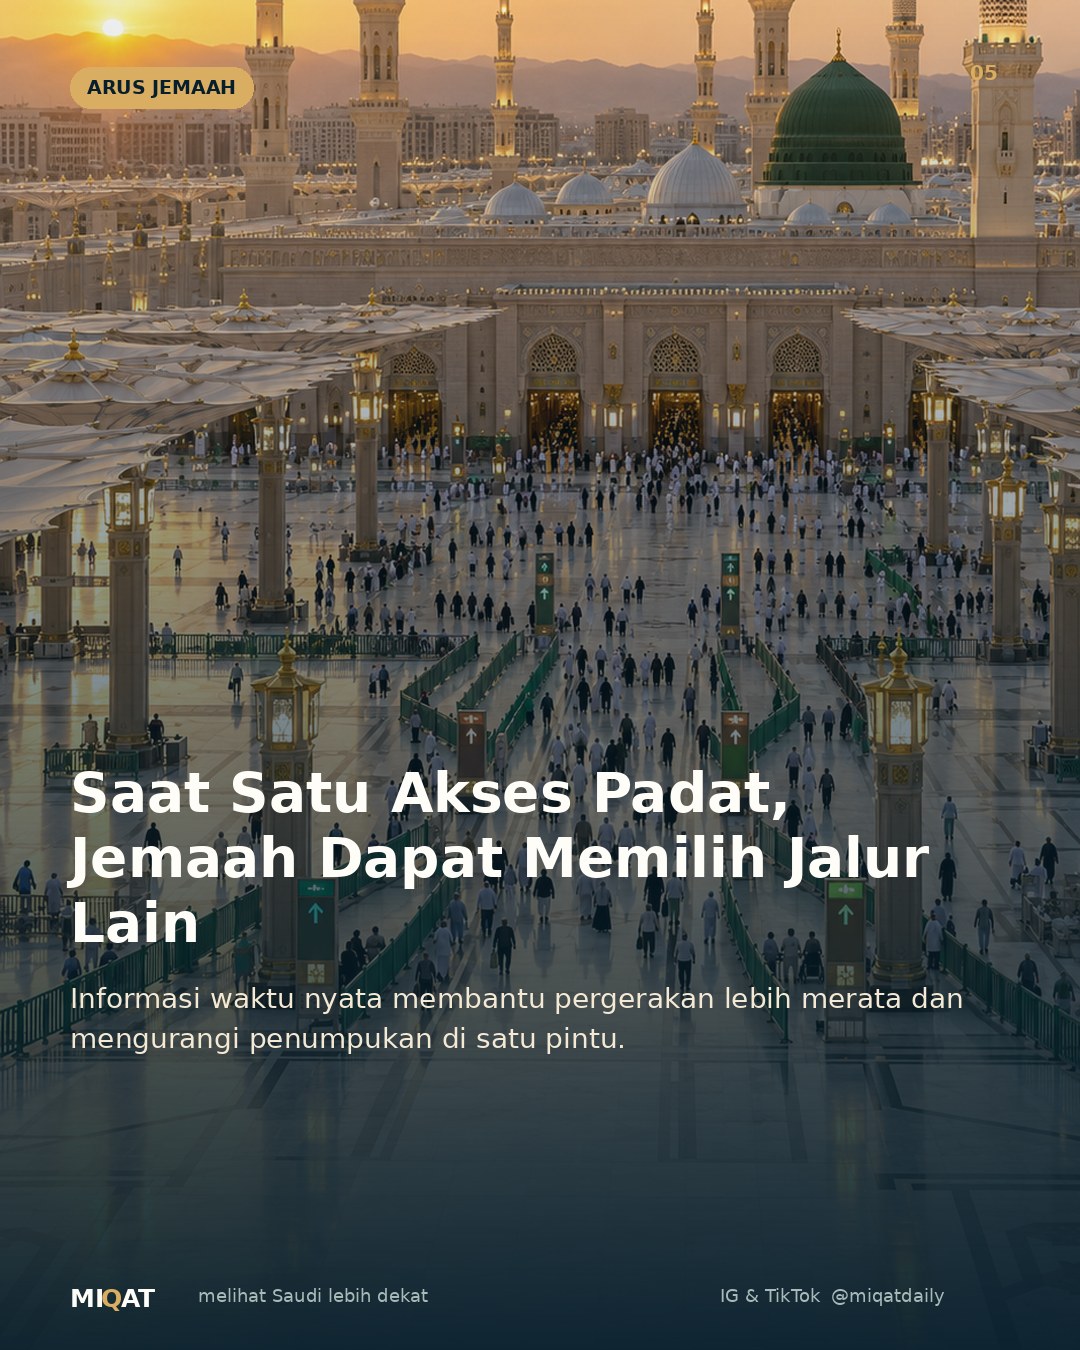 ARUS JEMAAH
05
Saat Satu Akses Padat,
Jemaah Dapat Memilih Jalur
Lain
Informasi waktu nyata membantu pergerakan lebih merata dan
mengurangi penumpukan di satu pintu.
MIQAT melihat Saudi lebih dekat IG & TikTok @miqatdaily